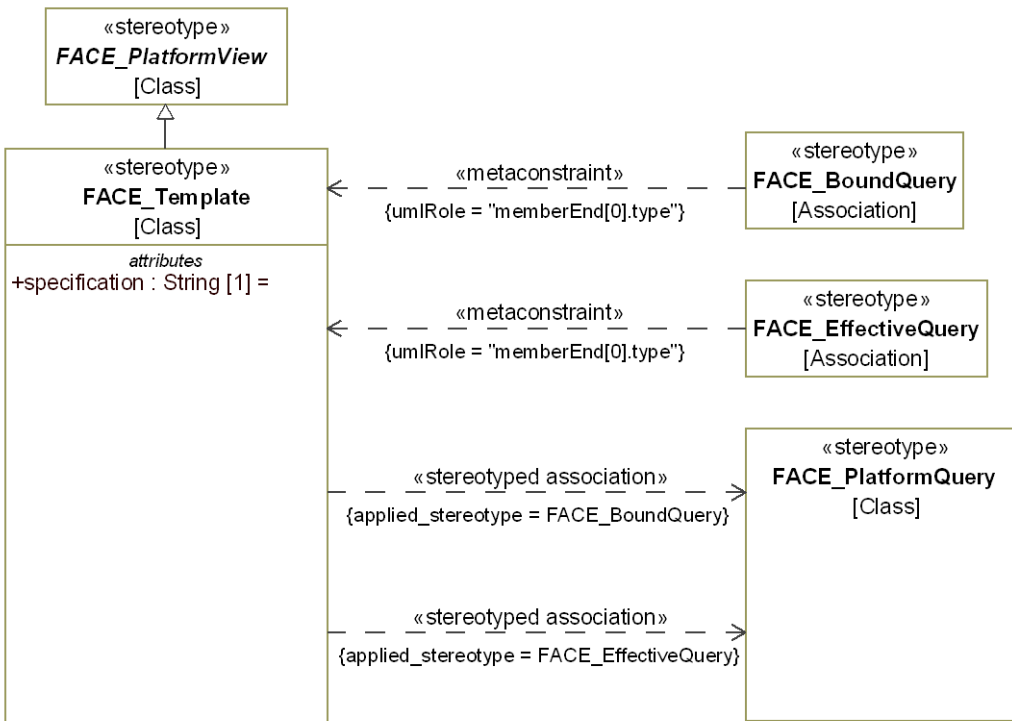 «stereotype»
FACE_PlatformView
[Class]
«stereotype»
FACE_Template
[Class]
attributes
+specification : String [1] =
«metaconstraint»
{umlRole = "memberEnd[0].type"}
«stereotype»
FACE_BoundQuery
[Association]
«metaconstraint»
{umlRole = "memberEnd[0].type"}
«stereotype»
FACE_EffectiveQuery
[Association]
«stereotyped association»
{applied_stereotype = FACE_BoundQuery}
«stereotype»
FACE_PlatformQuery
[Class]
«stereotyped association»
{applied_stereotype = FACE_EffectiveQuery}